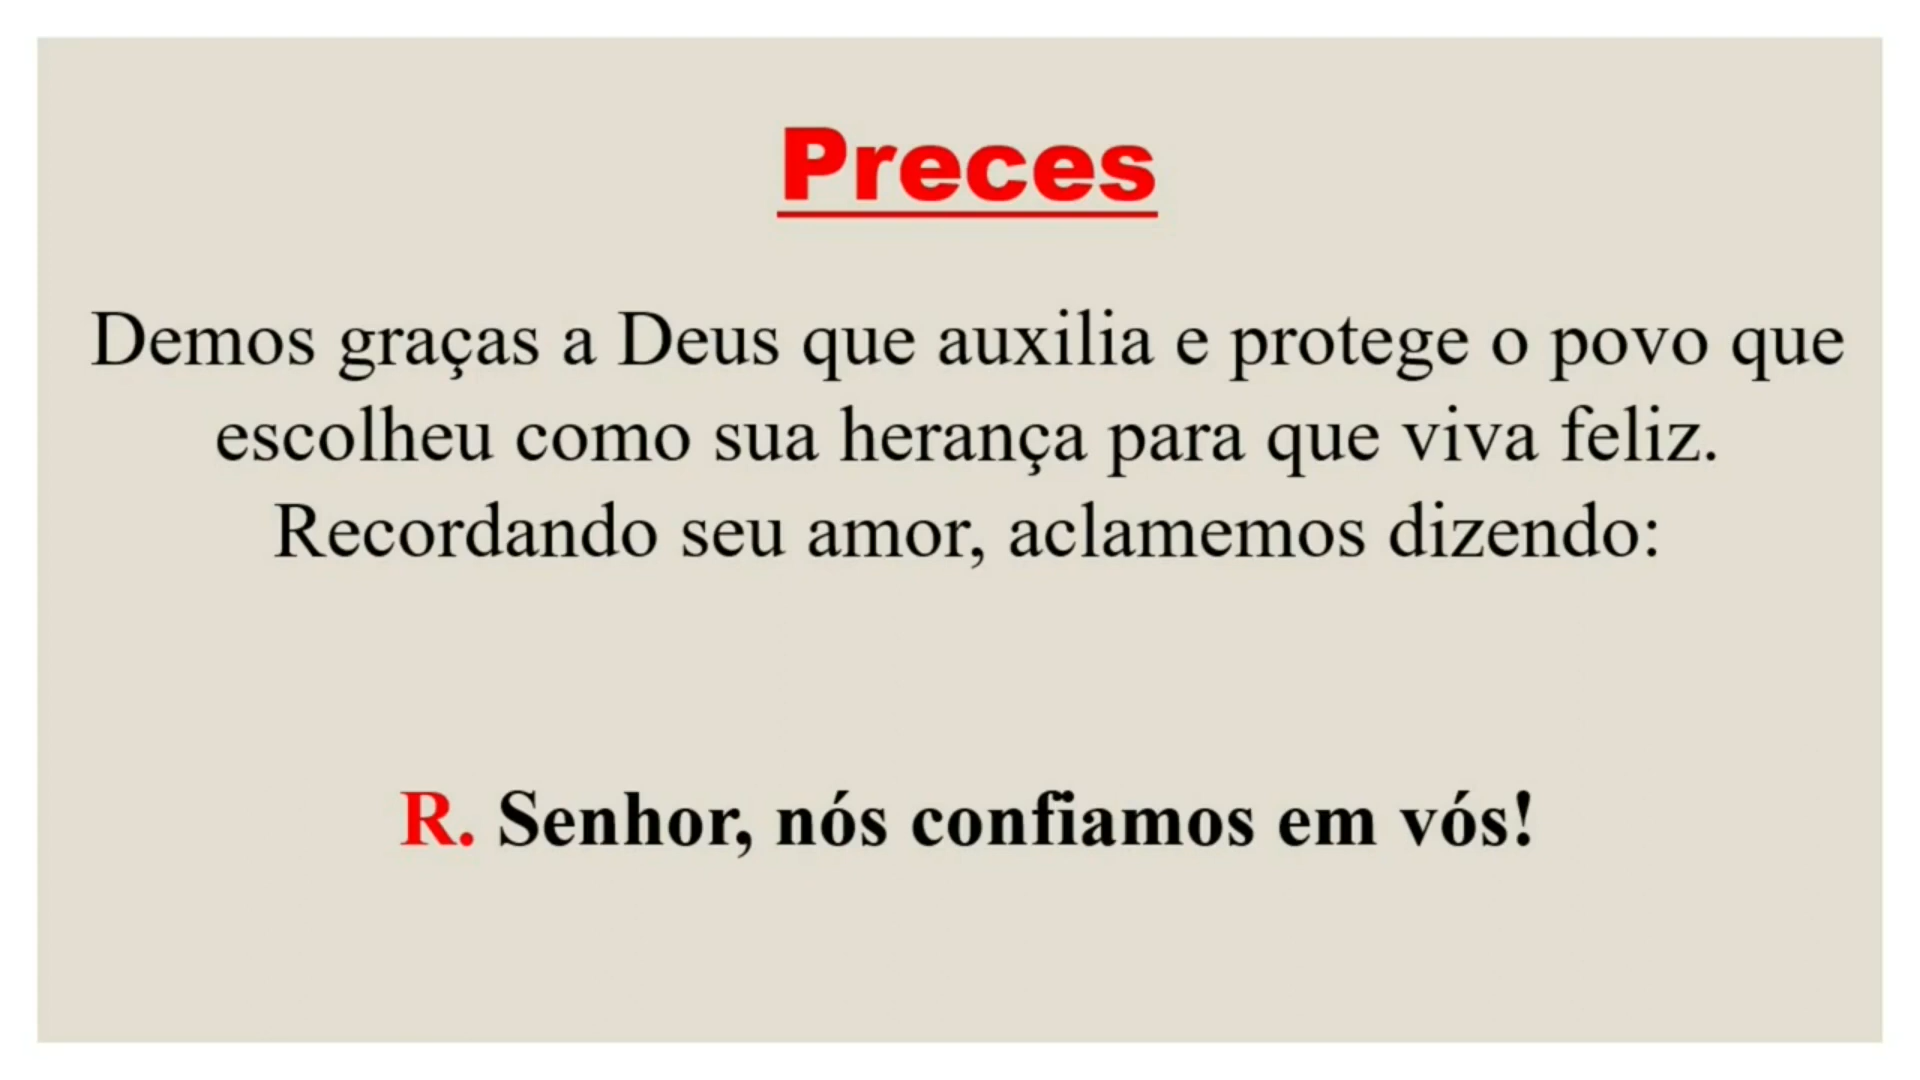 Preces
Demos graças a Deus que auxilia e protege o povo que
escolheu como sua herança para que viva feliz.
Recordando seu amor, aclamemos dizendo:
R. Senhor, nós confiamos em vós!